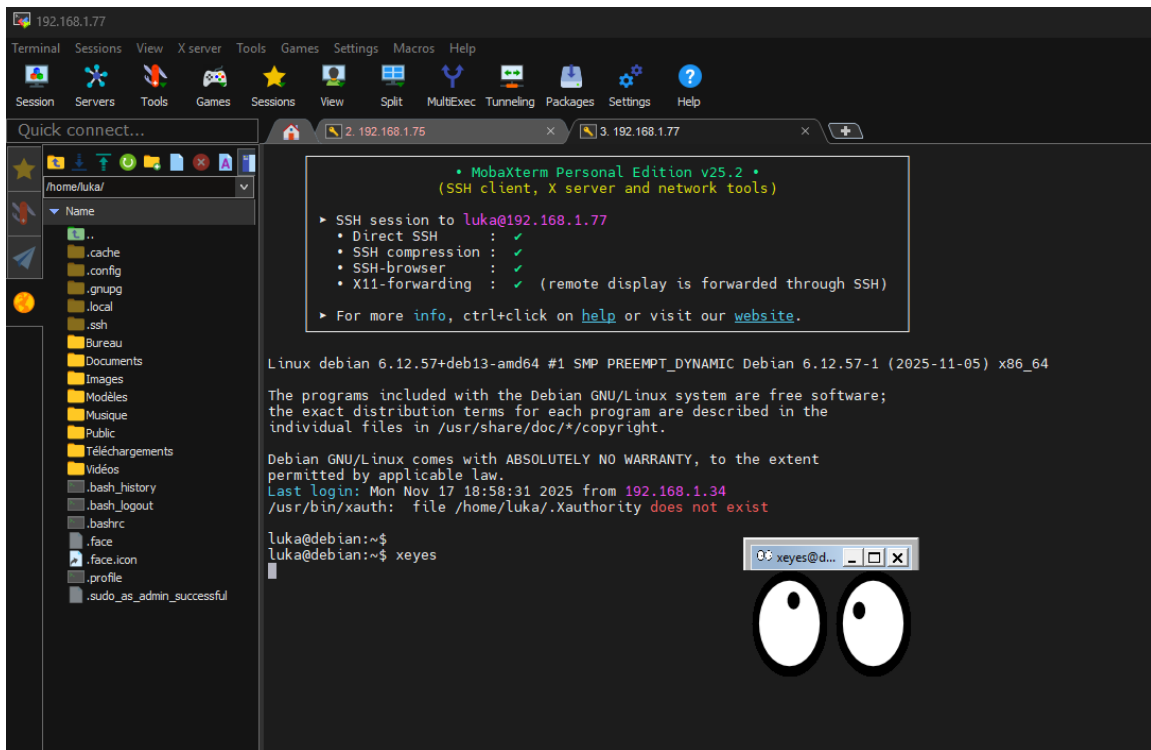 192.168.1.77
Terminal Sessions View X server Tools Games Settings Macros Help
Session Servers Tools Games Sessions View Split MultiExec Tunneling Packages Settings Help
Quick connect...
2. 192.168.1.75
3. 192.168.1.77
/home/luka/
Name
..
.cache
.config
.gnupg
.local
.ssh
Bureau
Documents
Images
Modèles
Musique
Public
Téléchargements
Vidéos
.bash_history
.bash_logout
.bashrc
.face
.face.icon
.profile
.sudo_as_admin_successful
• MobaXterm Personal Edition v25.2 •
(SSH client, X server and network tools)
► SSH session to luka@192.168.1.77
• Direct SSH : ✔
• SSH compression : ✔
• SSH-browser : ✔
• X11-forwarding : ✔ (remote display is forwarded through SSH)
► For more info, ctrl+click on help or visit our website.
Linux debian 6.12.57+deb13-amd64 #1 SMP PREEMPT_DYNAMIC Debian 6.12.57-1 (2025-11-05) x86_64
The programs included with the Debian GNU/Linux system are free software;
the exact distribution terms for each program are described in the
individual files in /usr/share/doc/*/copyright.
Debian GNU/Linux comes with ABSOLUTELY NO WARRANTY, to the extent
permitted by applicable law.
Last login: Mon Nov 17 18:58:31 2025 from 192.168.1.34
/usr/bin/xauth:  file /home/luka/.Xauthority does not exist
luka@debian:~$
luka@debian:~$ xeyes
xeyes@d...